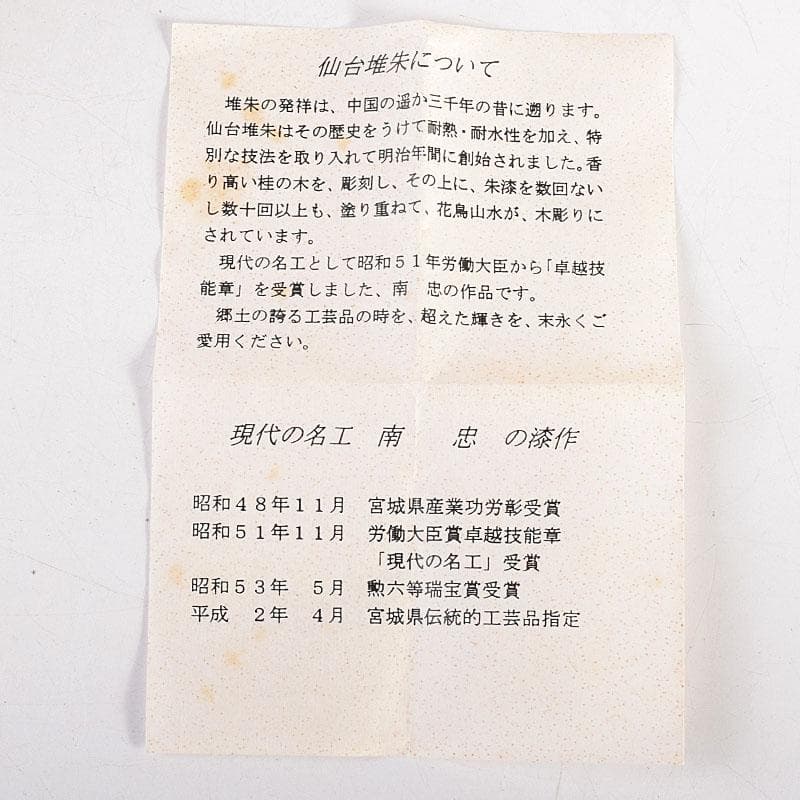 仙台堆朱について
堆朱の発祥は、中国の遥か三千年の昔に遡ります。
仙台堆朱はその歴史をうけて耐熱・耐水性を加え、特
別な技法を取り入れて明治年間に創始されました。香
り高い桂の木を、彫刻し、その上に、朱漆を数回ない
し数十回以上も、塗り重ねて、花鳥山水が、木彫りに
されています。
現代の名工として昭和51年労働大臣から「卓越技
能章」を受賞しました、南　忠の作品です。
郷土の誇る工芸品の時を、超えた輝きを、末永くご
愛用ください。
現代の名工　南　　忠　の漆作
昭和48年11月　宮城県産業功労彰受賞
昭和51年11月　労働大臣賞卓越技能章
「現代の名工」受賞
昭和53年　5月　勲六等瑞宝賞受賞
平成　2年　4月　宮城県伝統的工芸品指定